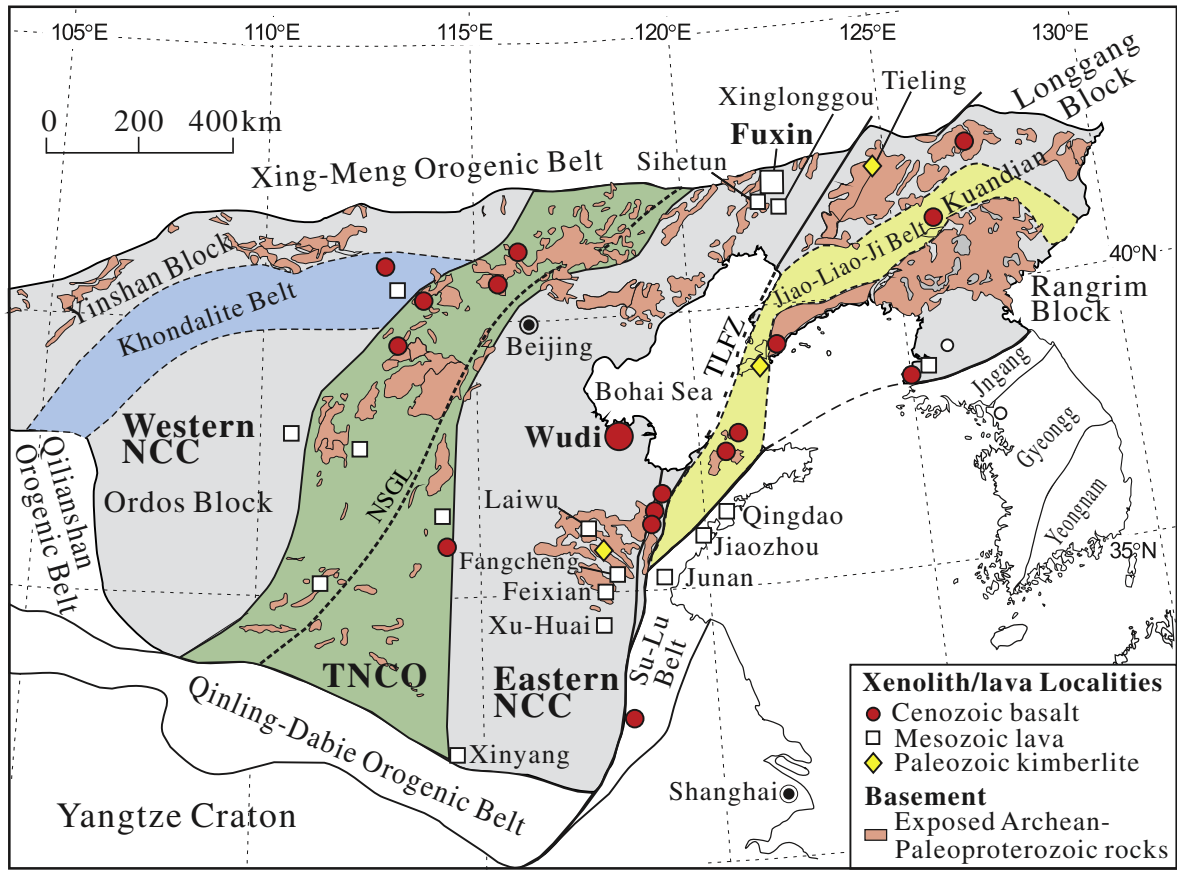 105°E
110°E
115°E
120°E
125°E
130°E
0 200 400km
Xing-Meng Orogenic Belt
Sihetun
Fuxin
Xinglonggou
Tieling
Longgang
Block
Kuandian
Jiao-Liao-Ji Belt
40°N
Rangrim
Block
Yinshan Block
Khondalite Belt
Beijing
TLFZ
Bohai Sea
Wudi
Jngang
Gyeongg
Yeongnam
Western
NCC
Ordos Block
Qilianshan
Orogenic Belt
NSGL
Laiwu
Fangcheng
Feixian
Xu-Huai
Qingdao
Jiaozhou
Junan
35°N
TNCO
Eastern
NCC
Su-Lu
Belt
Qinling-Dabie Orogenic Belt
Xinyang
Yangtze Craton
Shanghai
Xenolith/lava Localities
Cenozoic basalt
Mesozoic lava
Paleozoic kimberlite
Basement
Exposed Archean-
Paleoproterozoic rocks